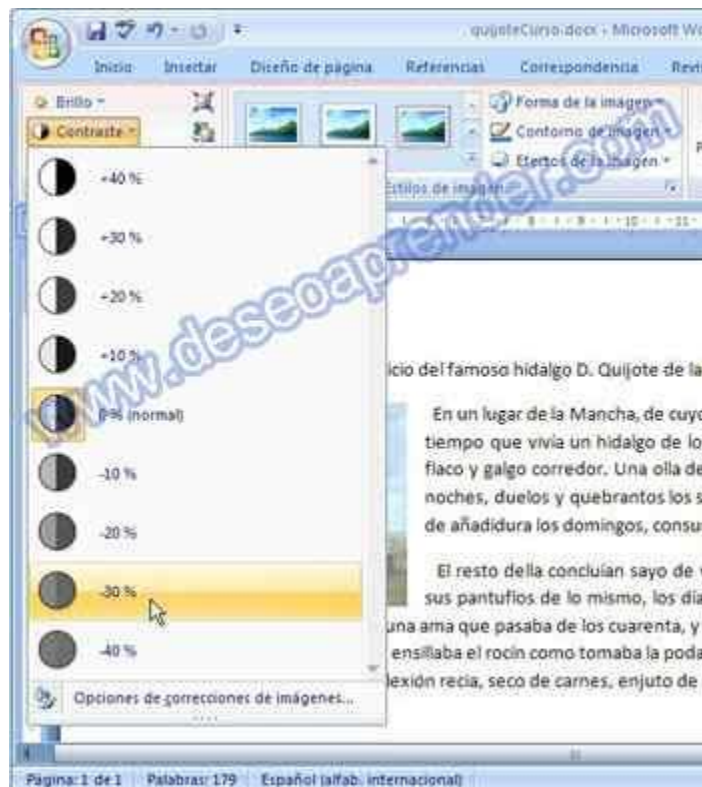 quijoteCurso.docx - Microsoft Wo
Inicio Insertar Diseño de página Referencias Correspondencia Revis
Brillo
Contraste
Forma de la imagen
Contorno de imagen
Efectos de la imagen
Estilos de imagen
8 9 10 11
+40 %
+30 %
+20 %
+10 %
0 % (normal)
-10 %
-20 %
-30 %
-40 %
Opciones de correcciones de imágenes...
www.deseoaprender.com
icio del famoso hidalgo D. Quijote de la
En un lugar de la Mancha, de cuyo
tiempo que vivía un hidalgo de lo
flaco y galgo corredor. Una olla de
noches, duelos y quebrantos los s
de añadidura los domingos, consu
El resto della concluían sayo de v
sus pantuflos de lo mismo, los día
una ama que pasaba de los cuarenta, y
ensillaba el rocín como tomaba la poda
lexión recia, seco de carnes, enjuto de
Página: 1 de 1 Palabras: 179 Español (alfab. internacional)